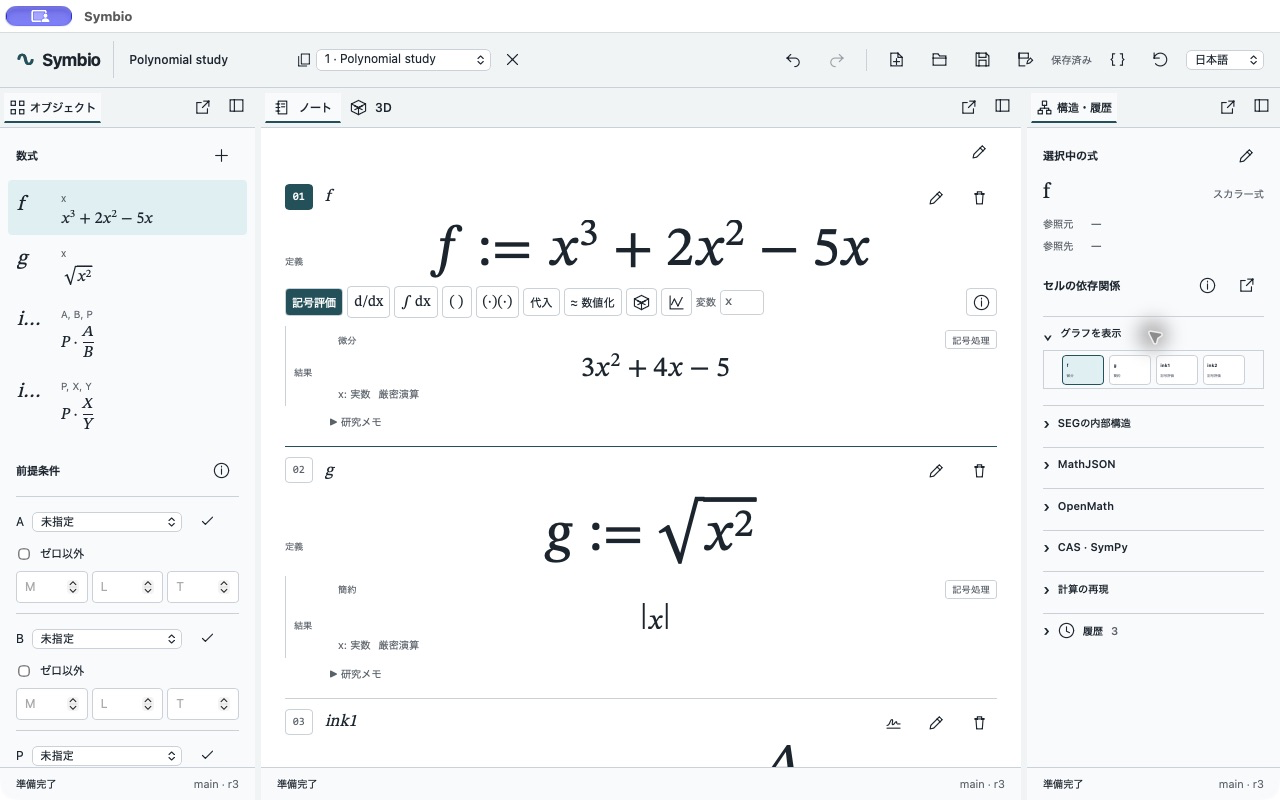 Symbio
Symbio
Polynomial study
1 · Polynomial study
保存済み
日本語
オブジェクト
数式
f
x
x³ + 2x² − 5x
g
x
√x²
i...
A, B, P
P · A/B
i...
P, X, Y
P · X/Y
前提条件
A 未指定
ゼロ以外
M L T
B 未指定
ゼロ以外
M L T
P 未指定
準備完了 main · r3
ノート 3D
01 f
定義 f := x³ + 2x² − 5x
記号評価 d/dx ∫ dx ( ) (·)(·) 代入 ≈ 数値化 変数 x
微分 記号処理
結果 3x² + 4x − 5
x: 実数 厳密演算
▶ 研究メモ
02 g
定義 g := √x²
簡約 記号処理
結果 |x|
x: 実数 厳密演算
▶ 研究メモ
03 ink1
A
準備完了 main · r3
構造・履歴
選択中の式
f スカラー式
参照元 —
参照先 —
セルの依存関係
グラフを表示
f g ink1 ink2
SEGの内部構造
MathJSON
OpenMath
CAS · SymPy
計算の再現
履歴 3
準備完了 main · r3